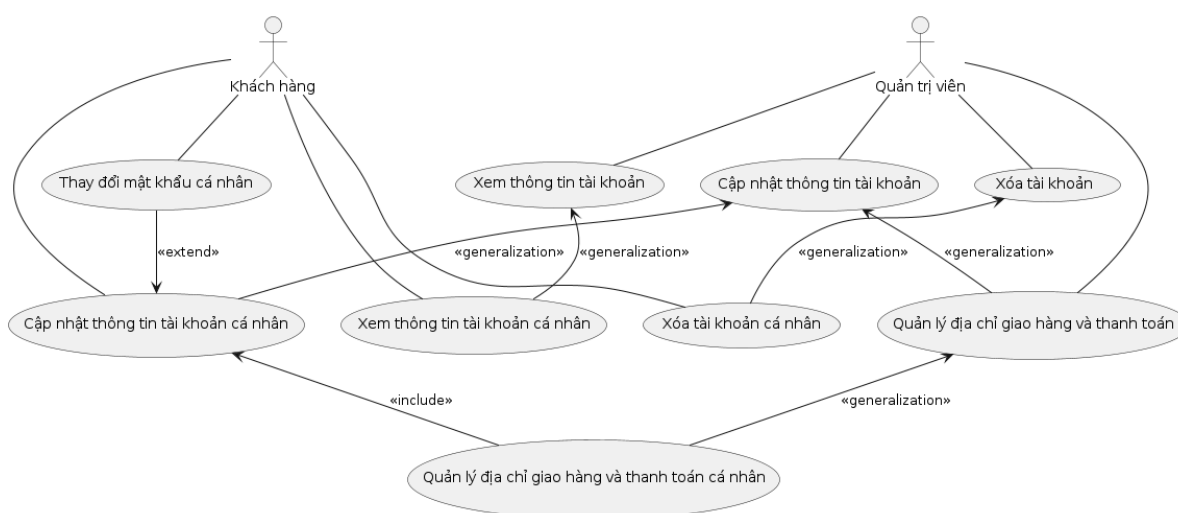 Khách hàng
Quản trị viên
Thay đổi mật khẩu cá nhân
Xem thông tin tài khoản
Cập nhật thông tin tài khoản
Xóa tài khoản
«extend»
«generalization»
«generalization»
«generalization»
«generalization»
Cập nhật thông tin tài khoản cá nhân
Xem thông tin tài khoản cá nhân
Xóa tài khoản cá nhân
Quản lý địa chỉ giao hàng và thanh toán
«include»
«generalization»
Quản lý địa chỉ giao hàng và thanh toán cá nhân